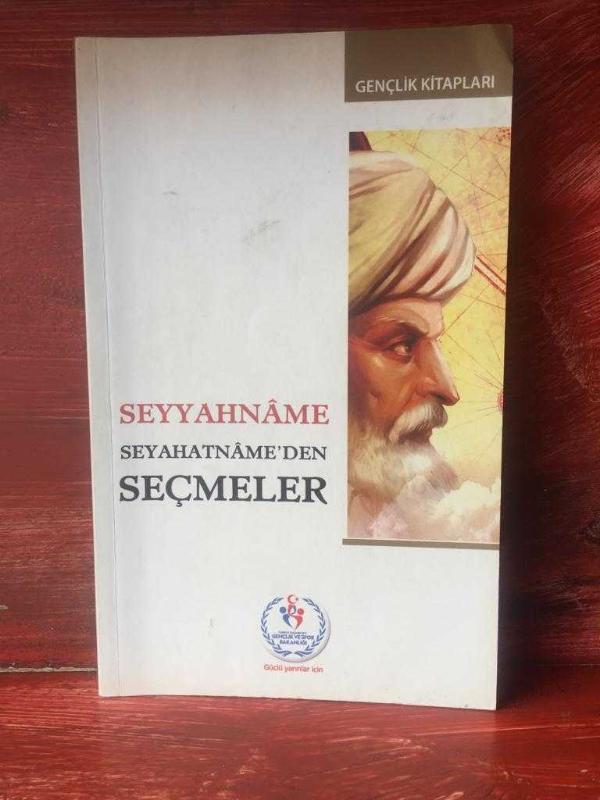 GENÇLİK KİTAPLARI
SEYYAHNÂME
SEYAHATNÂME'DEN
SEÇMELER
GENÇLİK VE SPOR
BAKANLIĞI
Güçlü yarınlar için